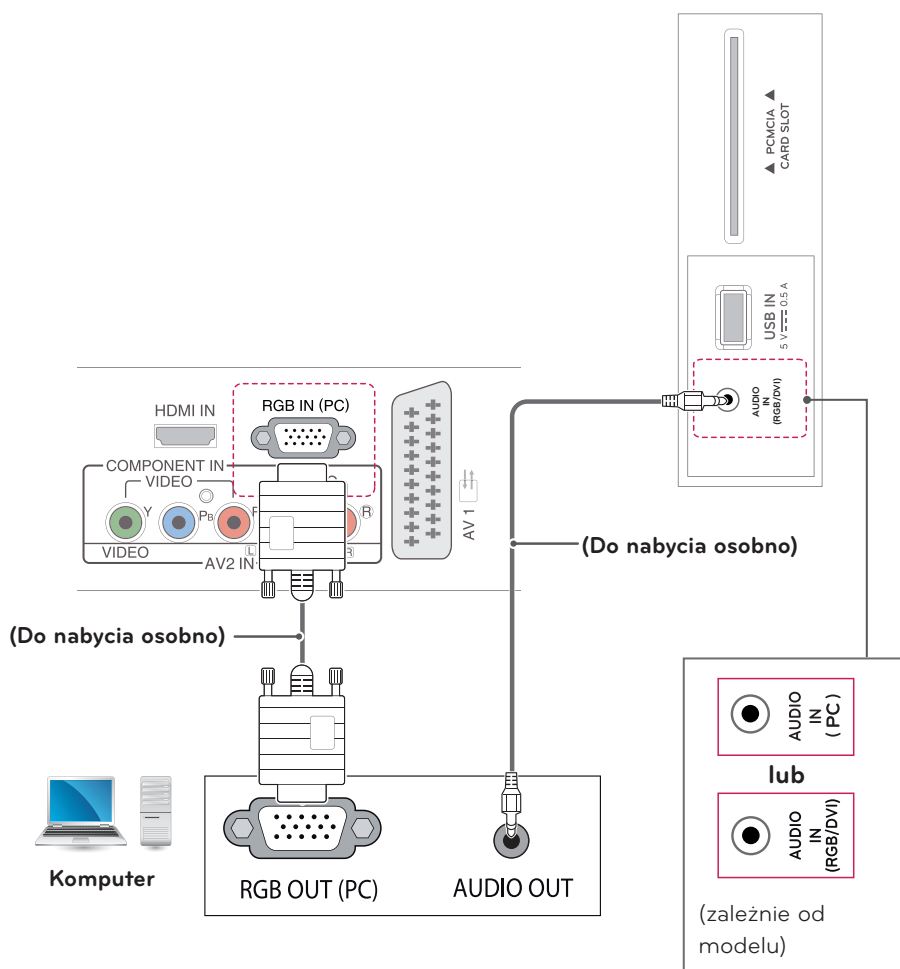 ▲ PCMCIA ▲
CARD SLOT
USB IN
5 V 0.5 A
AUDIO
IN
(RGB/DVI)
RGB IN (PC)
HDMI IN
COMPONENT IN
VIDEO
Y
PB
R
VIDEO
L
R
AV2 IN
AV 1
(Do nabycia osobno)
(Do nabycia osobno)
AUDIO
IN
( PC )
lub
AUDIO
IN
(RGB/DVI)
(zależnie od
modelu)
Komputer
RGB OUT (PC)
AUDIO OUT